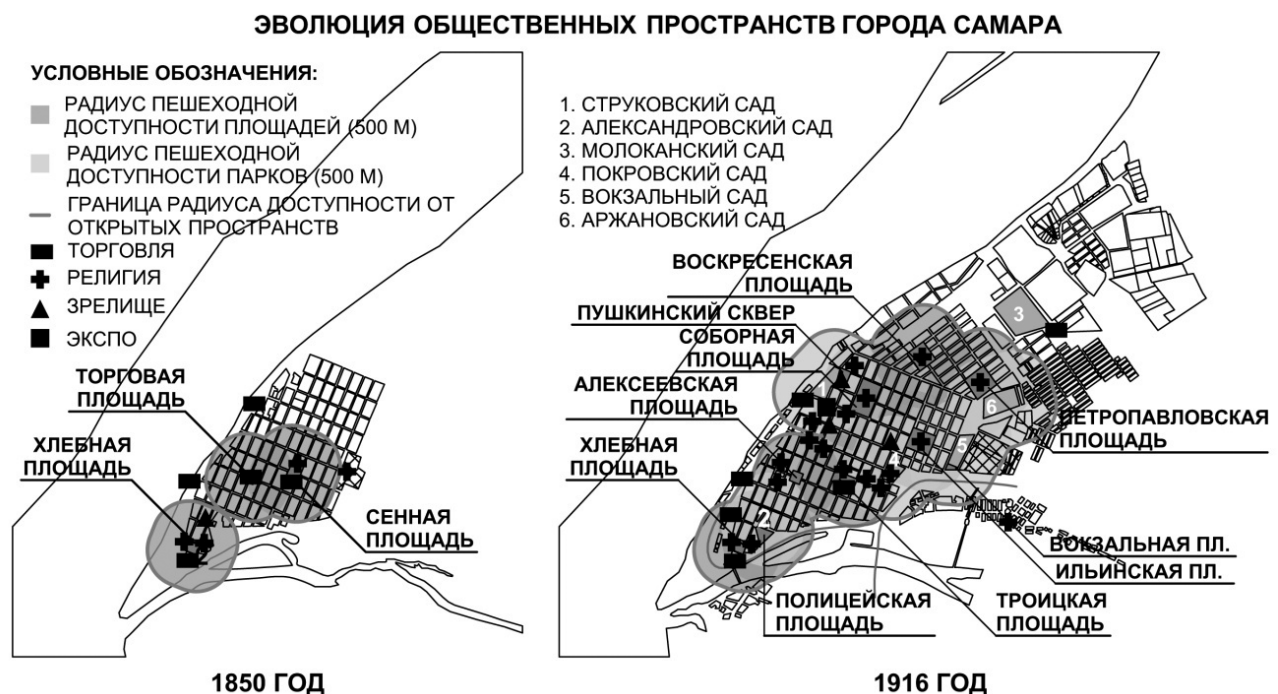 ЭВОЛЮЦИЯ ОБЩЕСТВЕННЫХ ПРОСТРАНСТВ ГОРОДА САМАРА
УСЛОВНЫЕ ОБОЗНАЧЕНИЯ:
РАДИУС ПЕШЕХОДНОЙ
ДОСТУПНОСТИ ПЛОЩАДЕЙ (500 М)
РАДИУС ПЕШЕХОДНОЙ
ДОСТУПНОСТИ ПАРКОВ (500 М)
ГРАНИЦА РАДИУСА ДОСТУПНОСТИ ОТ
ОТКРЫТЫХ ПРОСТРАНСТВ
ТОРГОВЛЯ
РЕЛИГИЯ
ЗРЕЛИЩЕ
ЭКСПО
ТОРГОВАЯ
ПЛОЩАДЬ
ХЛЕБНАЯ
ПЛОЩАДЬ
СЕННАЯ
ПЛОЩАДЬ
1850 ГОД
1. СТРУКОВСКИЙ САД
2. АЛЕКСАНДРОВСКИЙ САД
3. МОЛОКАНСКИЙ САД
4. ПОКРОВСКИЙ САД
5. ВОКЗАЛЬНЫЙ САД
6. АРЖАНОВСКИЙ САД
ВОСКРЕСЕНСКАЯ
ПЛОЩАДЬ
ПУШКИНСКИЙ СКВЕР
СОБОРНАЯ
ПЛОЩАДЬ
АЛЕКСЕЕВСКАЯ
ПЛОЩАДЬ
ХЛЕБНАЯ
ПЛОЩАДЬ
3
1
6
5
4
2
ПЕТРОПАВЛОВСКАЯ
ПЛОЩАДЬ
ВОКЗАЛЬНАЯ ПЛ.
ИЛЬИНСКАЯ ПЛ.
ПОЛИЦЕЙСКАЯ
ПЛОЩАДЬ
ТРОИЦКАЯ
ПЛОЩАДЬ
1916 ГОД